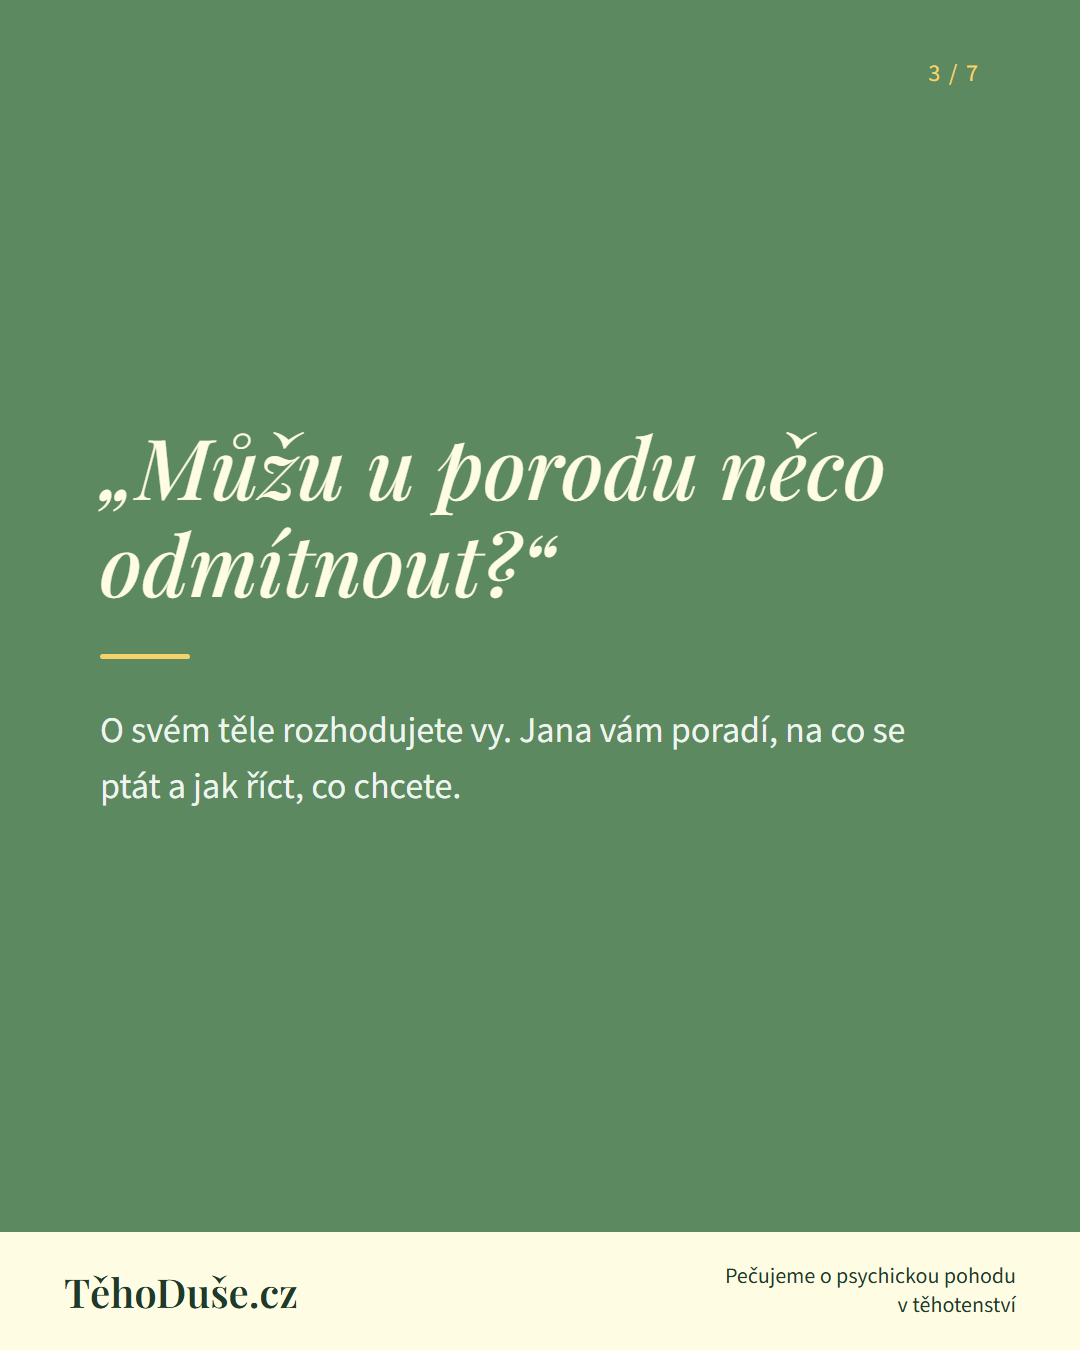 3 / 7
„Můžu u porodu něco
odmítnout?“
O svém těle rozhodujete vy. Jana vám poradí, na co se
ptát a jak říct, co chcete.
TěhoDuše.cz
Pečujeme o psychickou pohodu
v těhotenství